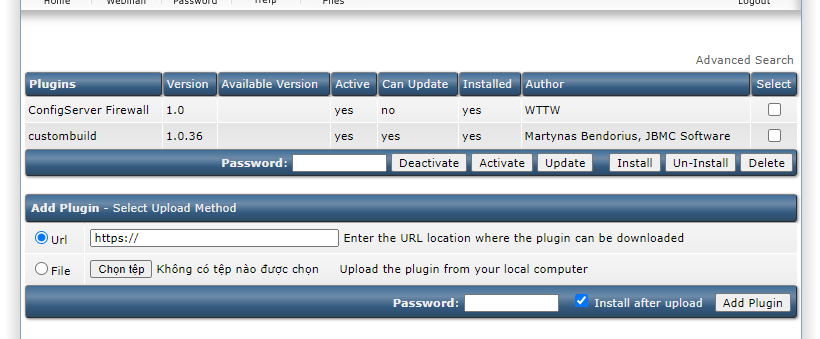 Home Webmail Password Help Files Logout
Advanced Search
Plugins Version Available Version Active Can Update Installed Author Select
ConfigServer Firewall 1.0 yes no yes WTTW
custombuild 1.0.36 yes yes yes Martynas Bendorius, JBMC Software
Password: Deactivate Activate Update Install Un-Install Delete
Add Plugin - Select Upload Method
Url https:// Enter the URL location where the plugin can be downloaded
File Chọn tệp Không có tệp nào được chọn Upload the plugin from your local computer
Password: Install after upload Add Plugin